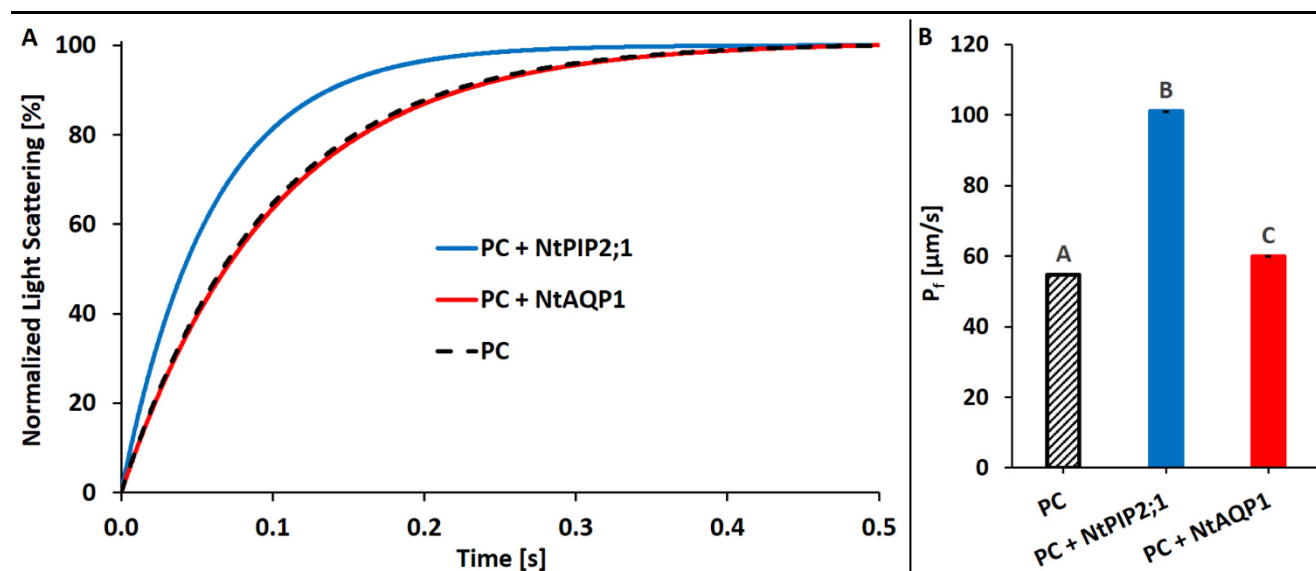 A
Normalized Light Scattering [%]
100
80
60
40
20
0
0.0 0.1 0.2 0.3 0.4 0.5
Time [s]
PC + NtPIP2;1
PC + NtAQP1
PC
B
Pf [µm/s]
120
100
80
60
40
20
0
A
B
C
PC
PC + NtPIP2;1
PC + NtAQP1